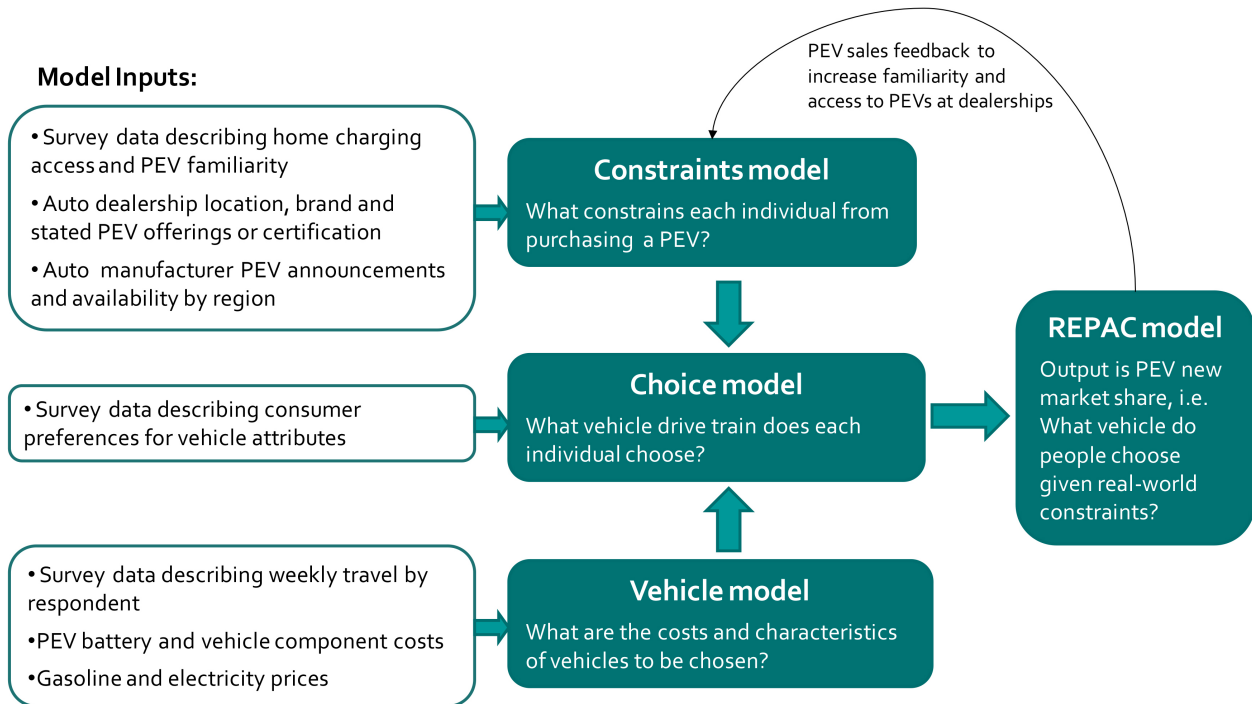 Model Inputs:
• Survey data describing home charging
access and PEV familiarity
• Auto dealership location, brand and
stated PEV offerings or certification
• Auto manufacturer PEV announcements
and availability by region
PEV sales feedback to
increase familiarity and
access to PEVs at dealerships
Constraints model
What constrains each individual from
purchasing a PEV?
• Survey data describing consumer
preferences for vehicle attributes
Choice model
What vehicle drive train does each
individual choose?
REPAC model
Output is PEV new
market share, i.e.
What vehicle do
people choose
given real-world
constraints?
• Survey data describing weekly travel by
respondent
•PEV battery and vehicle component costs
•Gasoline and electricity prices
Vehicle model
What are the costs and characteristics
of vehicles to be chosen?